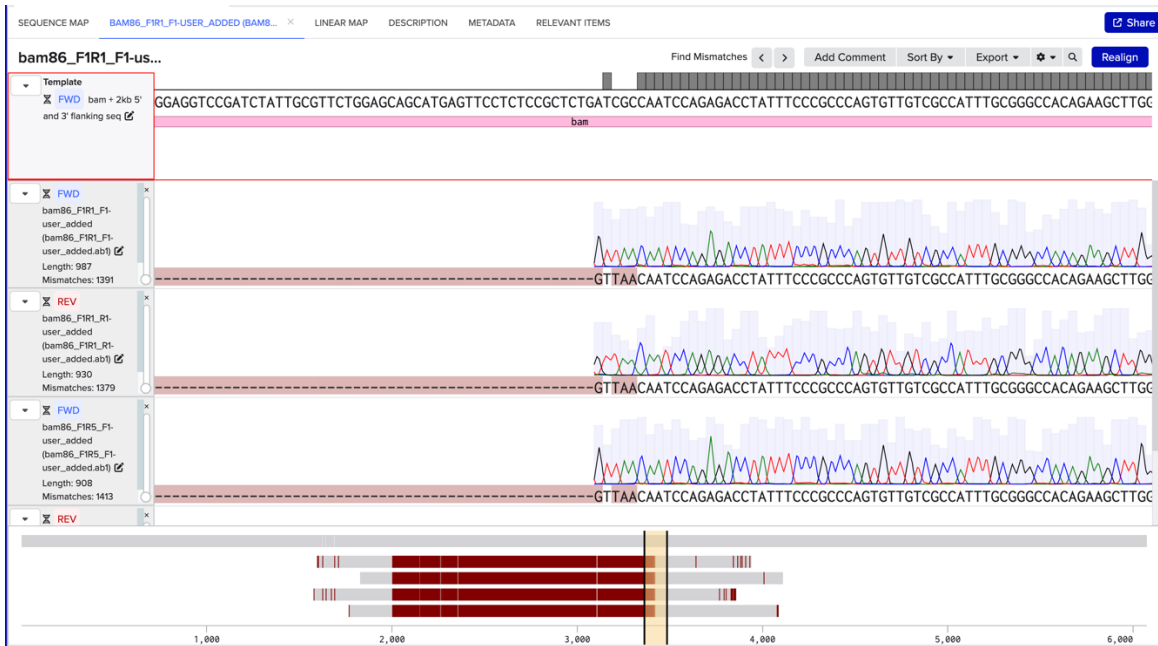 SEQUENCE MAP BAM86_F1R1_F1-USER_ADDED (BAM8... × LINEAR MAP DESCRIPTION METADATA RELEVANT ITEMS Share
bam86_F1R1_F1-us... Find Mismatches < > Add Comment Sort By Export Realign
Template
FWD bam + 2kb 5'
and 3' flanking seq
GGAGGTCCGATCTATTGCGTTCTGGAGCAGCATGAGTTCCTCTCCGCTCTGATCGCCAATCCAGAGACCTATTTCCCGCCCAGTGTTGTCGCCATTTGCGGGCCACAGAAGCTTGG
bam
FWD ×
bam86_F1R1_F1-
user_added
(bam86_F1R1_F1-
user_added.ab1)
Length: 987
Mismatches: 1391
GTTAACAATCCAGAGACCTATTTCCCGCCCAGTGTTGTCGCCATTTGCGGGCCACAGAAGCTTGG
REV ×
bam86_F1R1_R1-
user_added
(bam86_F1R1_R1-
user_added.ab1)
Length: 930
Mismatches: 1379
GTTAACAATCCAGAGACCTATTTCCCGCCCAGTGTTGTCGCCATTTGCGGGCCACAGAAGCTTGG
FWD ×
bam86_F1R5_F1-
user_added
(bam86_F1R5_F1-
user_added.ab1)
Length: 908
Mismatches: 1413
GTTAACAATCCAGAGACCTATTTCCCGCCCAGTGTTGTCGCCATTTGCGGGCCACAGAAGCTTGG
REV ×
1,000 2,000 3,000 4,000 5,000 6,000